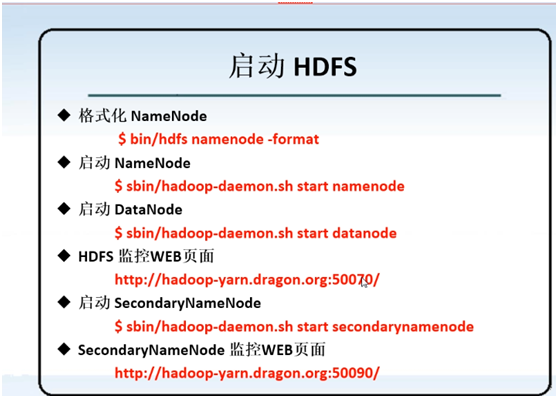 启动 HDFS
◆ 格式化 NameNode
$ bin/hdfs namenode -format
◆ 启动 NameNode
$ sbin/hadoop-daemon.sh start namenode
◆ 启动 DataNode
$ sbin/hadoop-daemon.sh start datanode
◆ HDFS 监控WEB页面
http://hadoop-yarn.dragon.org:50070/
◆ 启动 SecondaryNameNode
$ sbin/hadoop-daemon.sh start secondarynamenode
◆ SecondaryNameNode 监控WEB页面
http://hadoop-yarn.dragon.org:50090/